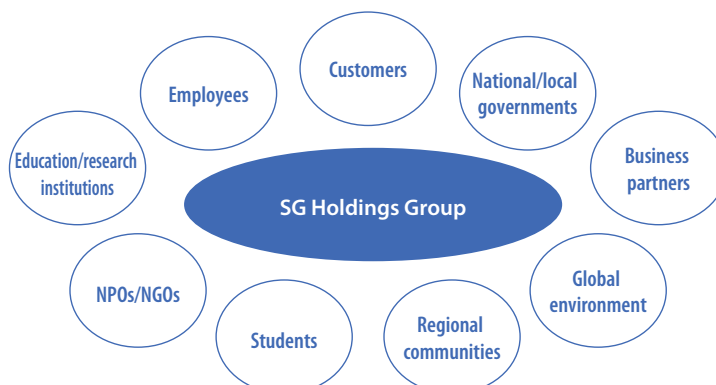 Customers
National/local
governments
Employees
Business
partners
Education/research
institutions
SG Holdings Group
Global
environment
NPOs/NGOs
Regional
communities
Students